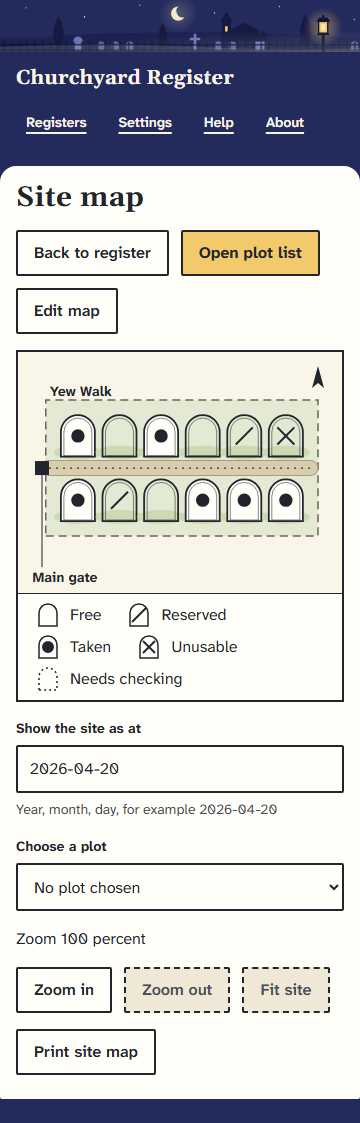 Churchyard Register
Registers Settings Help About
Site map
Back to register Open plot list
Edit map
Yew Walk
Main gate
Free Reserved
Taken Unusable
Needs checking
Show the site as at
2026-04-20
Year, month, day, for example 2026-04-20
Choose a plot
No plot chosen
Zoom 100 percent
Zoom in Zoom out Fit site
Print site map